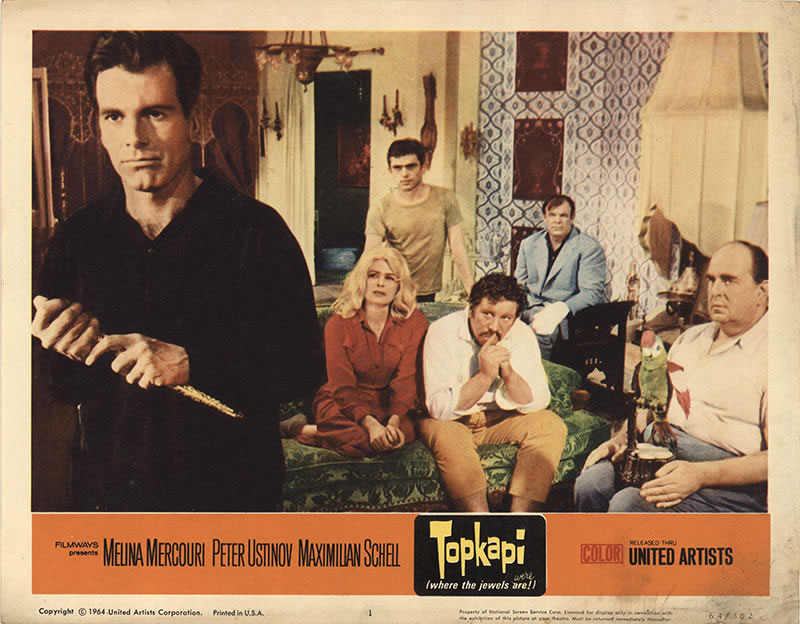 FILMWAYS
presents
MELINA MERCOURI PETER USTINOV MAXIMILIAN SCHELL
Topkapi
were
(where the jewels are!)
COLOR
RELEASED THRU
UNITED ARTISTS
Copyright © 1964 United Artists Corporation. Printed in U.S.A.
1
Property of National Screen Service Corp. Licensed for display only in connection with
the exhibition of this picture at your theatre. Must be returned immediately thereafter.
64/302